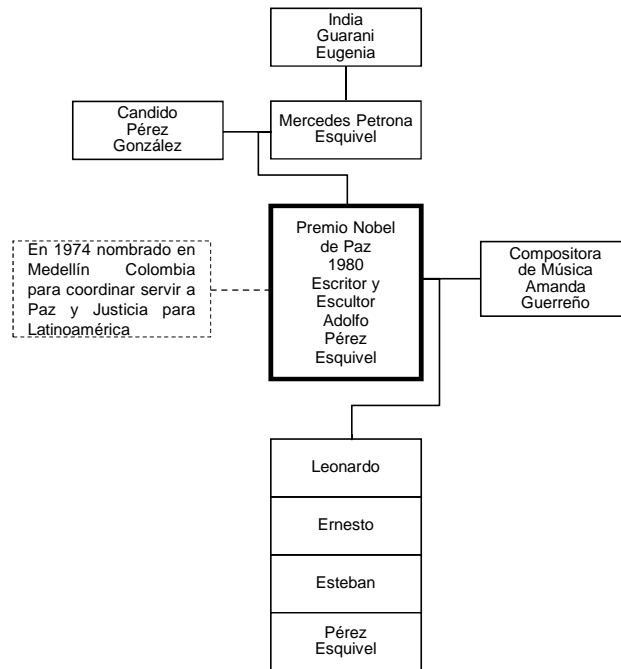 India
Guarani
Eugenia
Candido
Pérez
González
Mercedes Petrona
Esquivel
Premio Nobel
de Paz
1980
Escritor y
Escultor
Adolfo
Pérez
Esquivel
En 1974 nombrado en
Medellín Colombia
para coordinar servir a
Paz y Justicia para
Latinoamérica
Compositora
de Música
Amanda
Guerreño
Leonardo
Ernesto
Esteban
Pérez
Esquivel